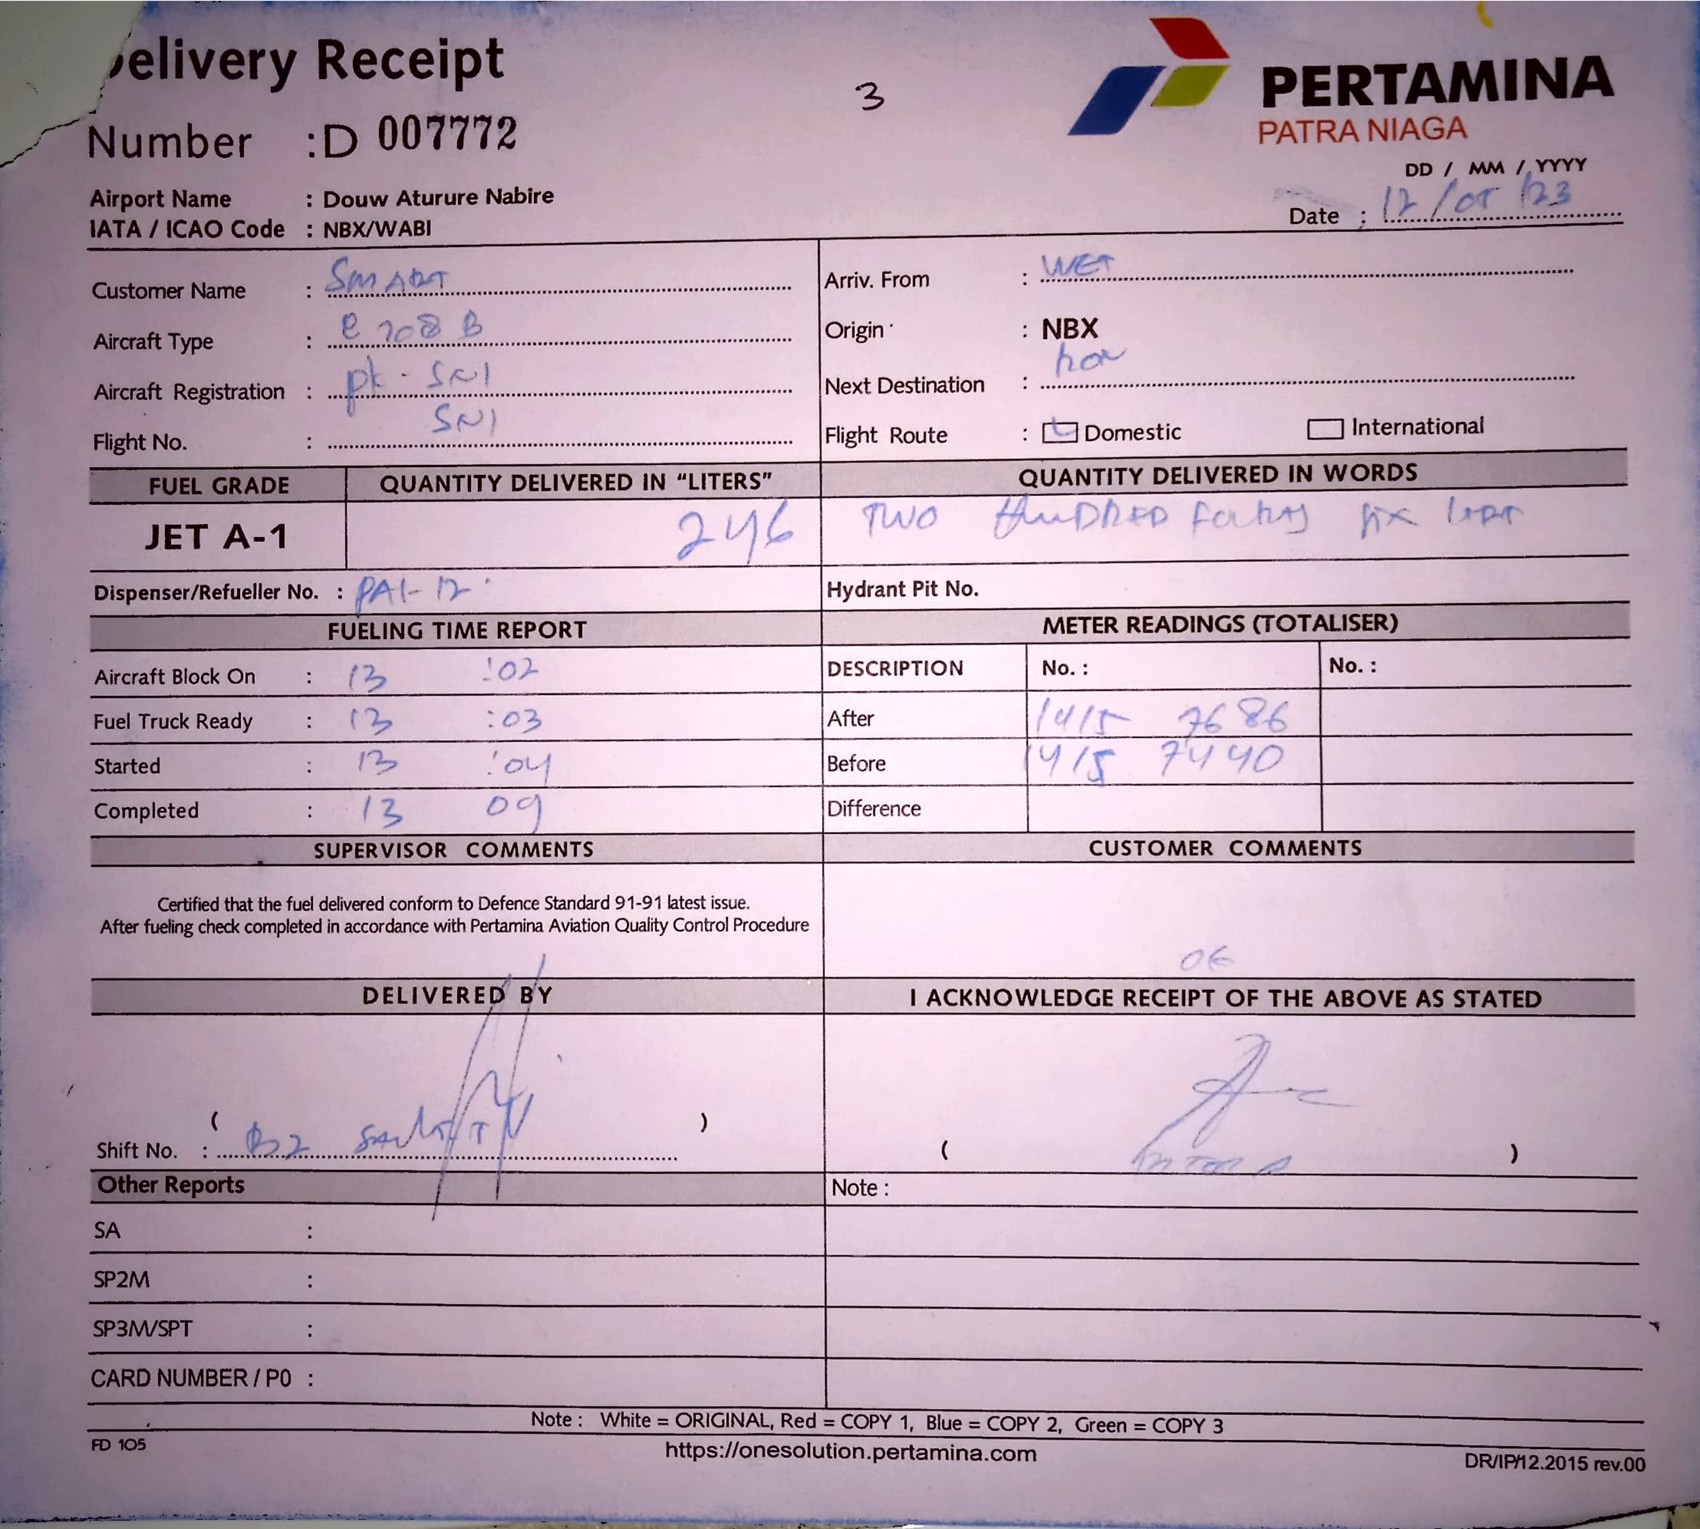 elivery Receipt
3
PERTAMINA
PATRA NIAGA
Number : D 007772
DD / MM / YYYY
Airport Name : Douw Aturure Nabire
Date : 12 / 05 / 23
IATA / ICAO Code : NBX/WABI
Customer Name : SMART
Arriv. From : WET
Aircraft Type : C 208 B
Origin : NBX
Aircraft Registration : PK - SNI
Next Destination :
Flight No. : SNI
Flight Route : Domestic International
FUEL GRADE QUANTITY DELIVERED IN “LITERS” QUANTITY DELIVERED IN WORDS
JET A-1 246 TWO HUNDRED
Dispenser/Refueller No. : PAI-12
Hydrant Pit No.
FUELING TIME REPORT METER READINGS (TOTALISER)
Aircraft Block On : 13 :02
DESCRIPTION No. : No. :
Fuel Truck Ready : 13 :03
After 1415 7686
Started : 13 :04
Before 1415 7440
Completed : 13 09
Difference
SUPERVISOR COMMENTS CUSTOMER COMMENTS
Certified that the fuel delivered conform to Defence Standard 91-91 latest issue.
After fueling check completed in accordance with Pertamina Aviation Quality Control Procedure
DELIVERED BY I ACKNOWLEDGE RECEIPT OF THE ABOVE AS STATED
( )
Shift No. : B2
( )
Other Reports Note :
SA :
SP2M :
SP3M/SPT :
CARD NUMBER / P0 :
Note : White = ORIGINAL, Red = COPY 1, Blue = COPY 2, Green = COPY 3
FD 105
https://onesolution.pertamina.com
DR/IP/12.2015 rev.00